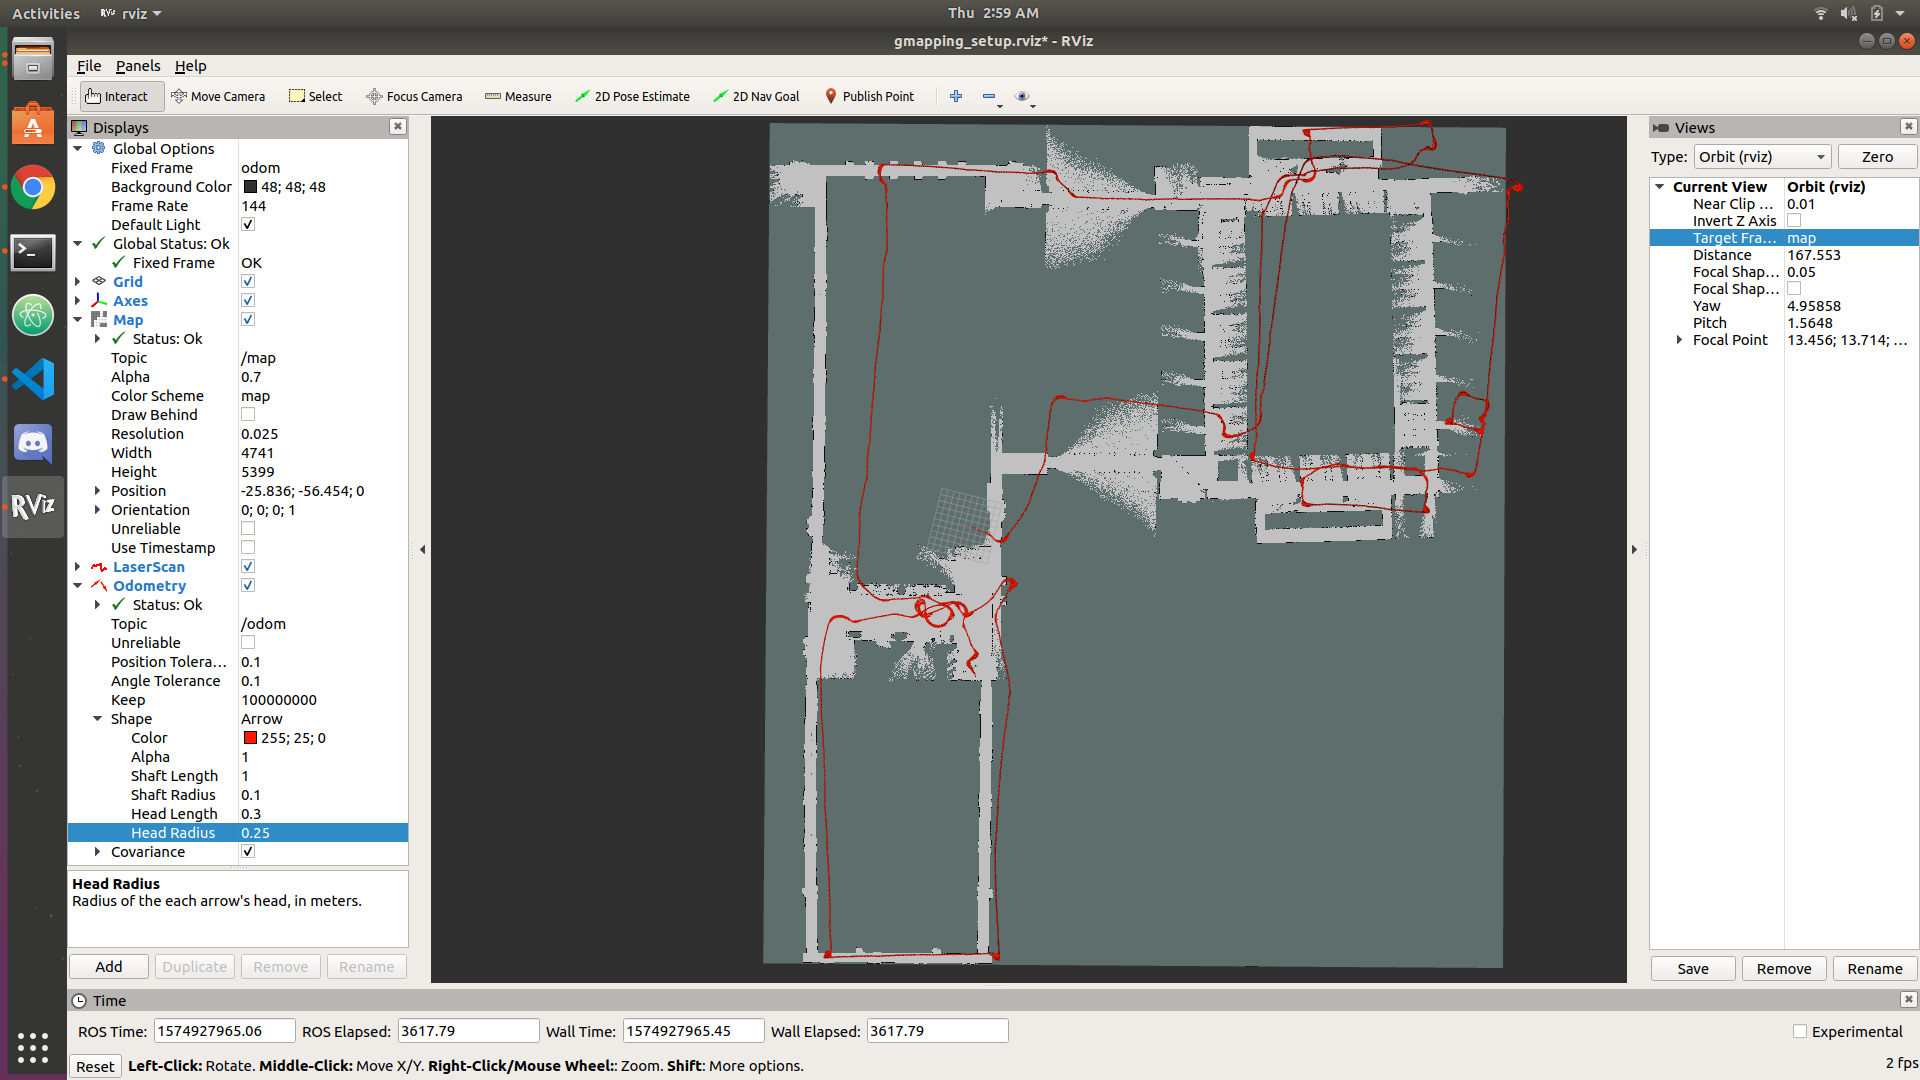 Activities
RViz rviz
Thu 2:59 AM
gmapping_setup.rviz* - RViz
File Panels Help
Interact Move Camera Select Focus Camera Measure 2D Pose Estimate 2D Nav Goal Publish Point
Displays
Global Options
Fixed Frame odom
Background Color 48; 48; 48
Frame Rate 144
Default Light
Global Status: Ok
Fixed Frame OK
Grid
Axes
Map
Status: Ok
Topic /map
Alpha 0.7
Color Scheme map
Draw Behind
Resolution 0.025
Width 4741
Height 5399
Position -25.836; -56.454; 0
Orientation 0; 0; 0; 1
Unreliable
Use Timestamp
LaserScan
Odometry
Status: Ok
Topic /odom
Unreliable
Position Tolera... 0.1
Angle Tolerance 0.1
Keep 100000000
Shape Arrow
Color 255; 25; 0
Alpha 1
Shaft Length 1
Shaft Radius 0.1
Head Length 0.3
Head Radius 0.25
Covariance
Head Radius
Radius of the each arrow's head, in meters.
Add Duplicate Remove Rename
RViz
Views
Type: Orbit (rviz) Zero
Current View Orbit (rviz)
Near Clip ... 0.01
Invert Z Axis
Target Fra... map
Distance 167.553
Focal Shap... 0.05
Focal Shap...
Yaw 4.95858
Pitch 1.5648
Focal Point 13.456; 13.714; ...
Save Remove Rename
Time
ROS Time: 1574927965.06 ROS Elapsed: 3617.79 Wall Time: 1574927965.45 Wall Elapsed: 3617.79 Experimental
Reset Left-Click: Rotate. Middle-Click: Move X/Y. Right-Click/Mouse Wheel:: Zoom. Shift: More options. 2 fps